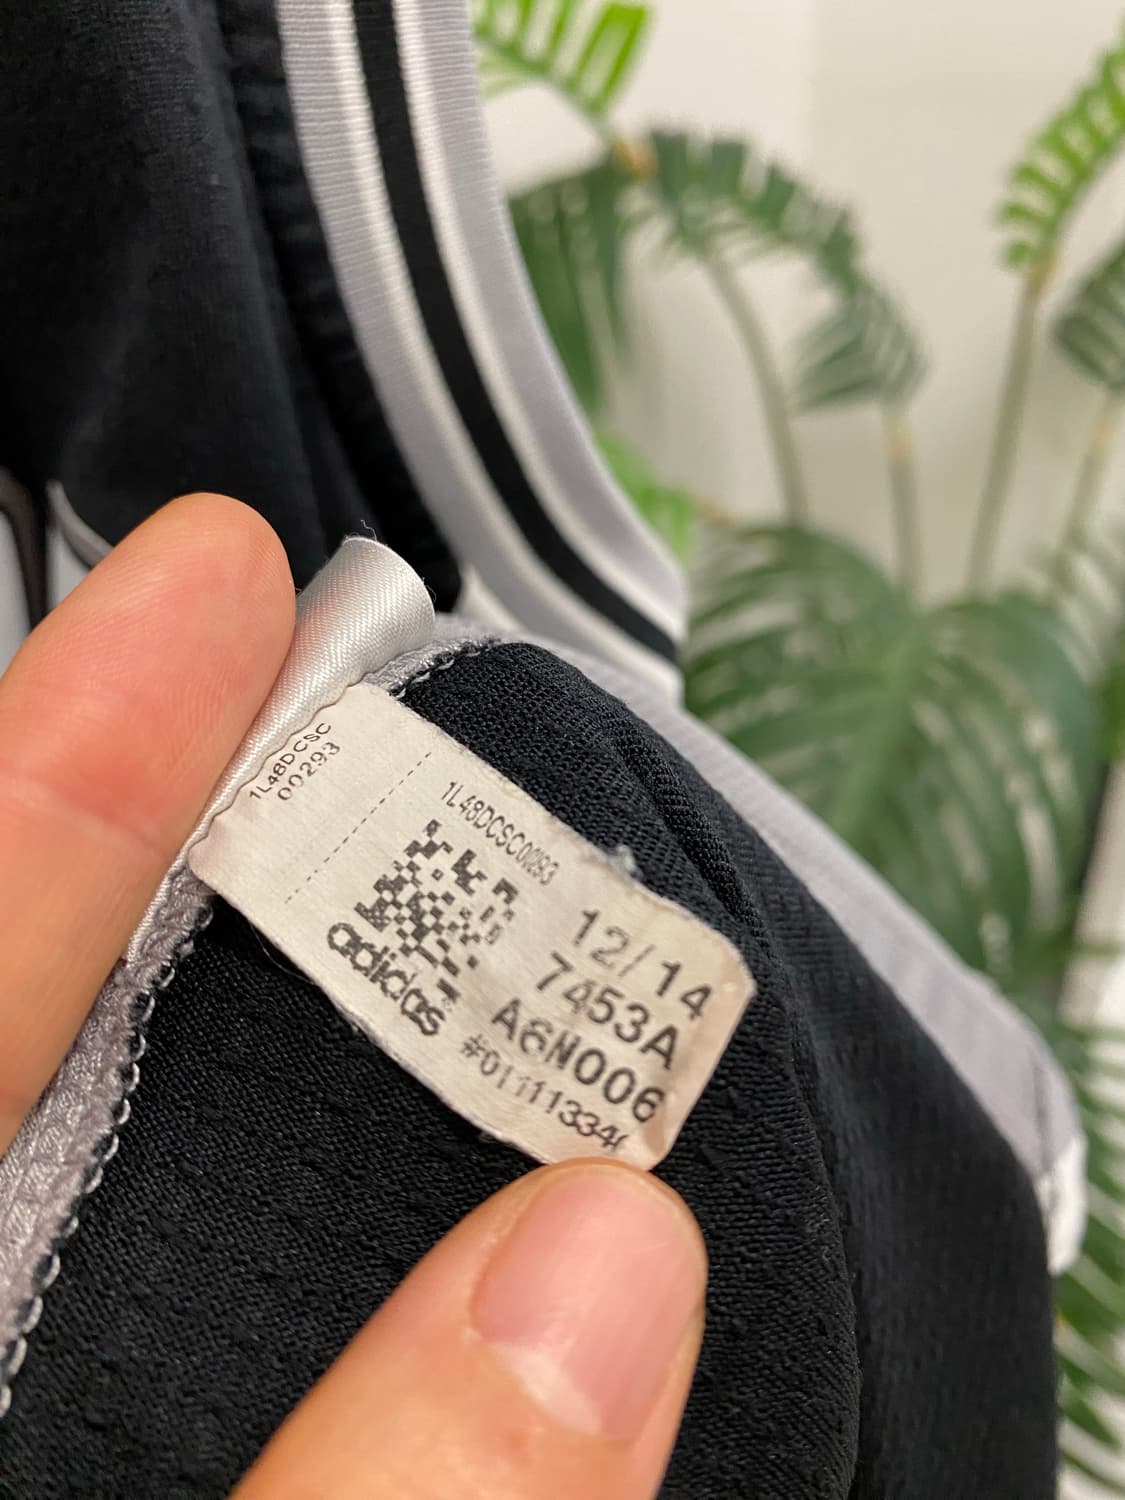 1L48DCSC
00293
1L48DCSC00293
adidas
12/14
7453A
A6N006